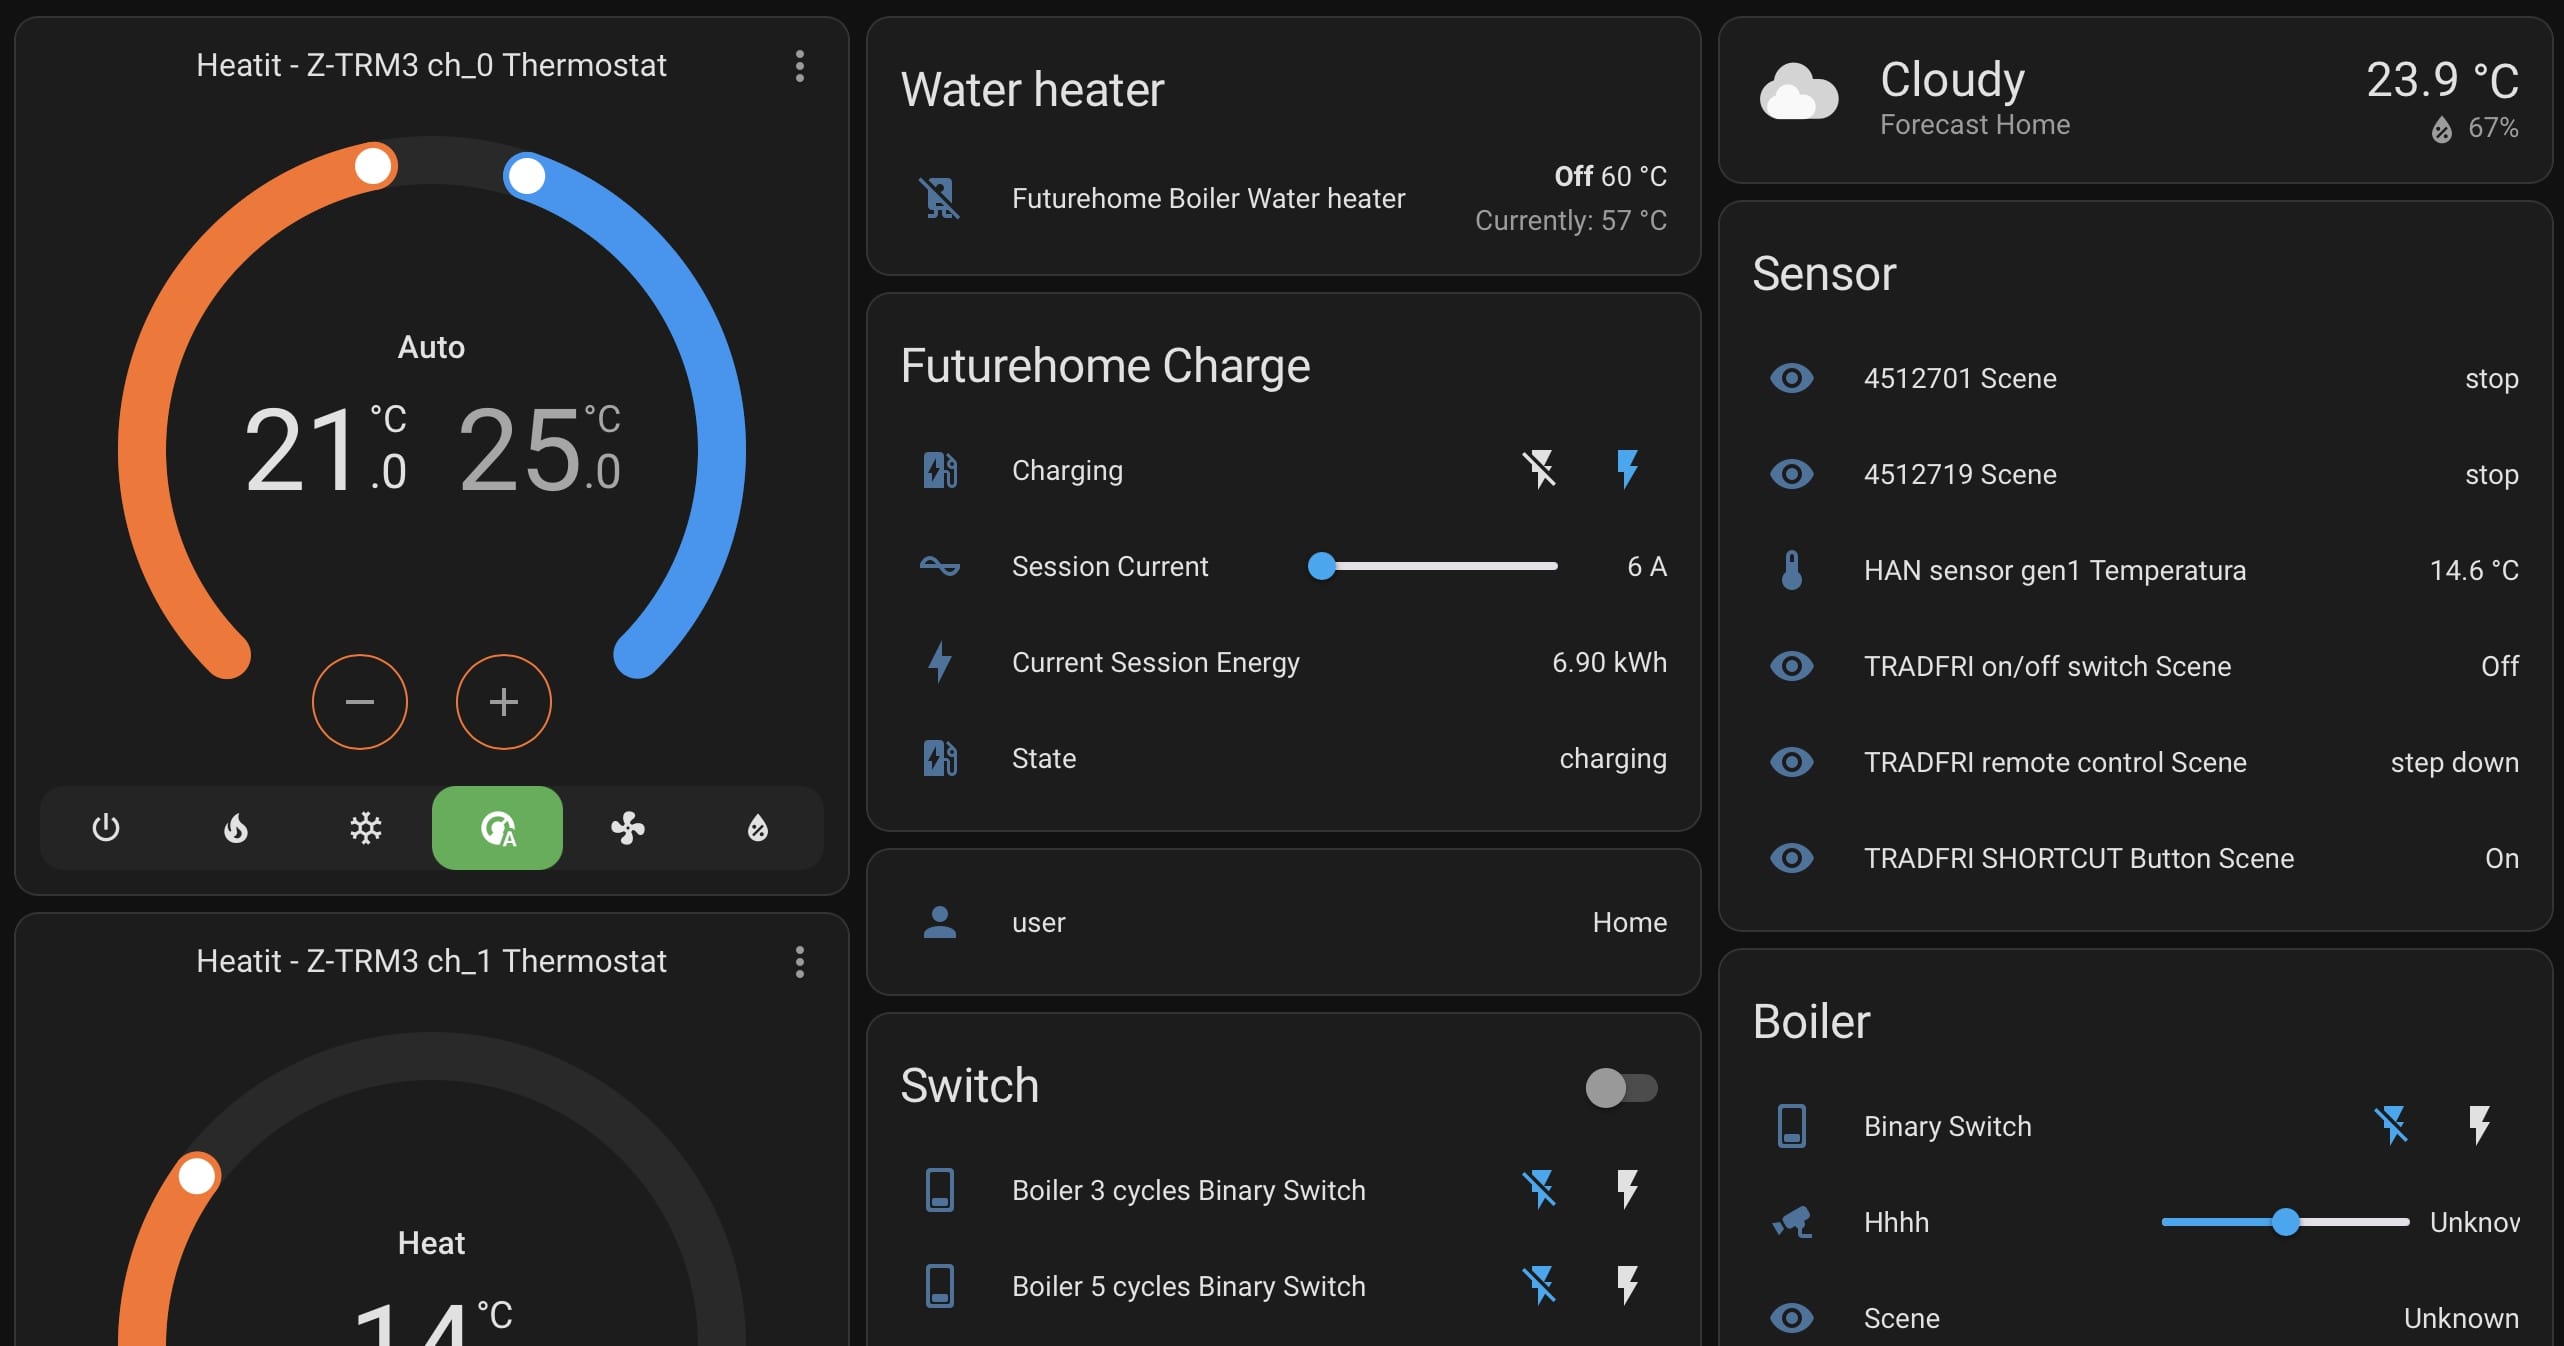 Heatit - Z-TRM3 ch_0 Thermostat
Auto
21.0 °C 25.0 °C
A
Heatit - Z-TRM3 ch_1 Thermostat
Heat
14 °C
Water heater
Futurehome Boiler Water heater
Off 60 °C
Currently: 57 °C
Futurehome Charge
Charging
Session Current 6 A
Current Session Energy 6.90 kWh
State charging
user Home
Switch
Boiler 3 cycles Binary Switch
Boiler 5 cycles Binary Switch
Cloudy 23.9 °C
Forecast Home 67%
Sensor
4512701 Scene stop
4512719 Scene stop
HAN sensor gen1 Temperatura 14.6 °C
TRADFRI on/off switch Scene Off
TRADFRI remote control Scene step down
TRADFRI SHORTCUT Button Scene On
Boiler
Binary Switch
Hhhh Unknov
Scene Unknown